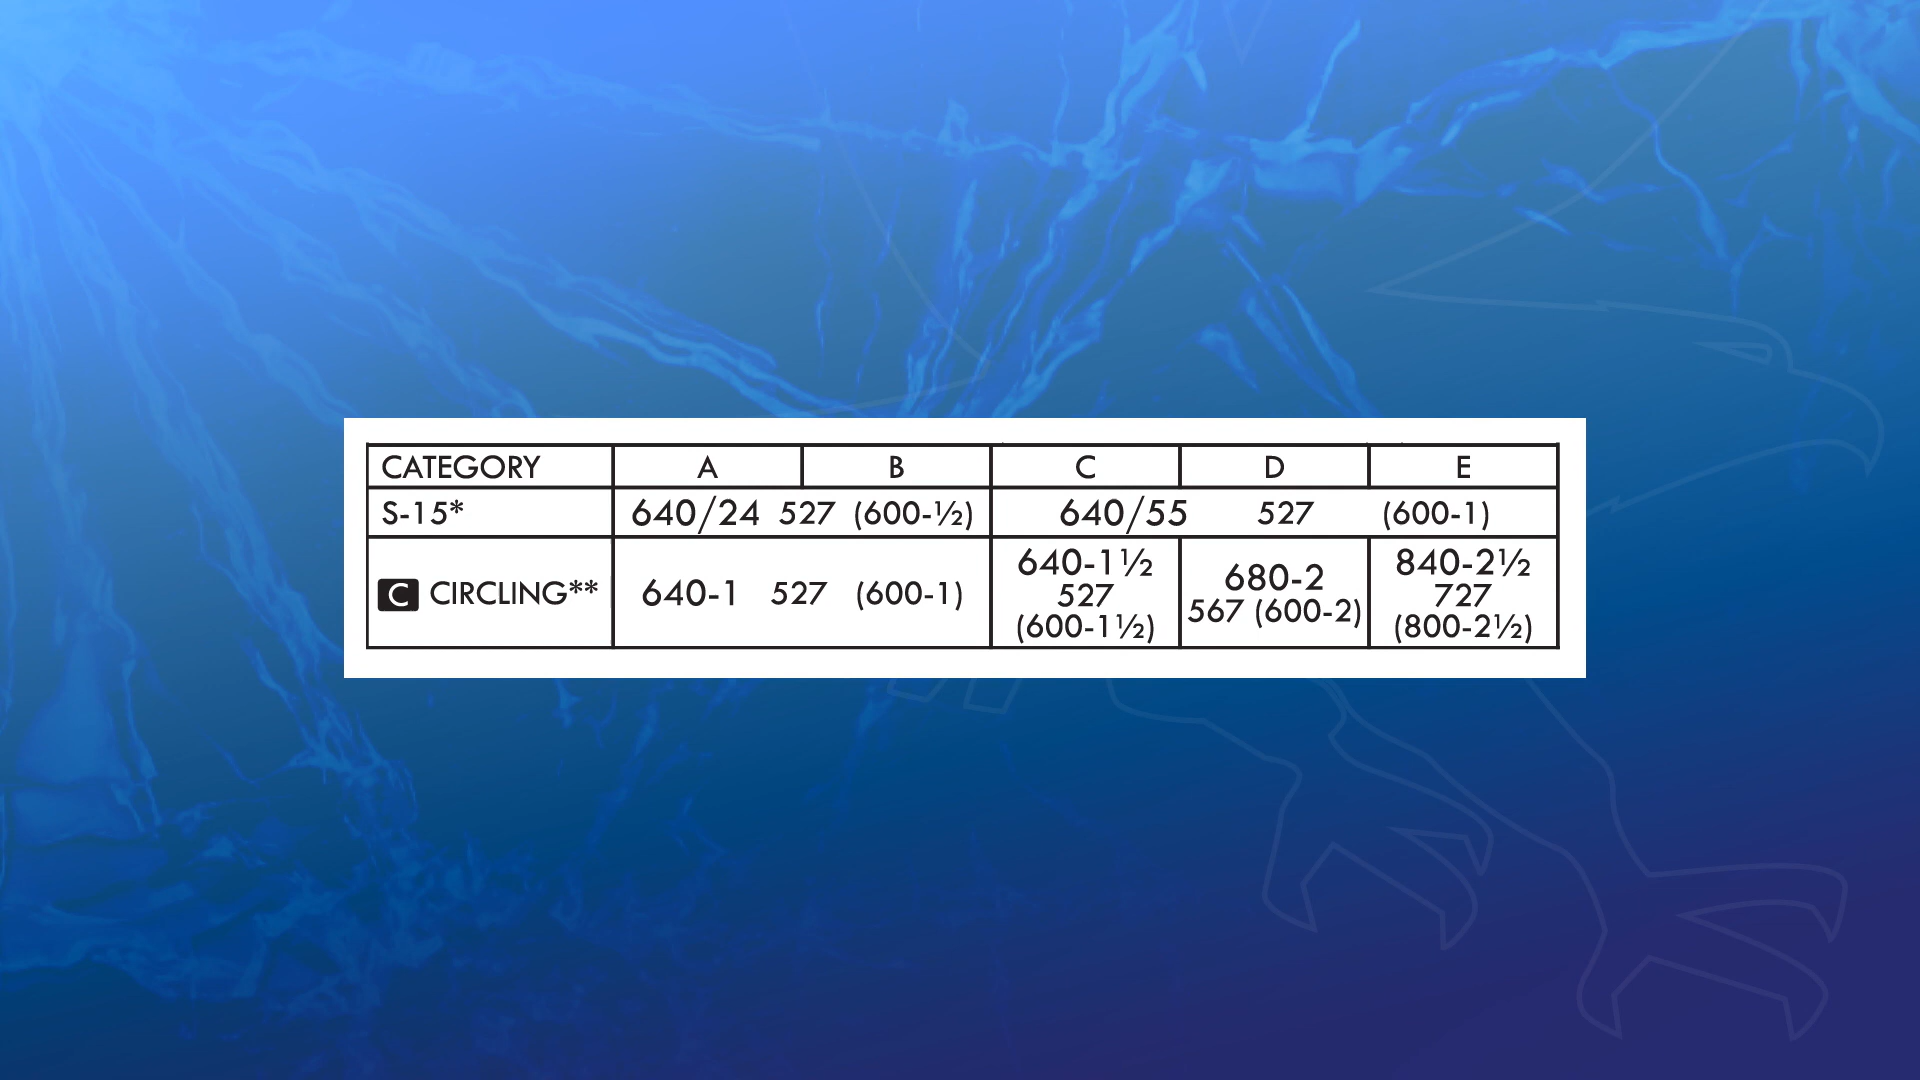 CATEGORY A B C D E
S-15* 640/24 527 (600-½) 640/55 527 (600-1)
C CIRCLING** 640-1 527 (600-1) 640-1½ 527 (600-1½) 680-2 567 (600-2) 840-2½ 727 (800-2½)